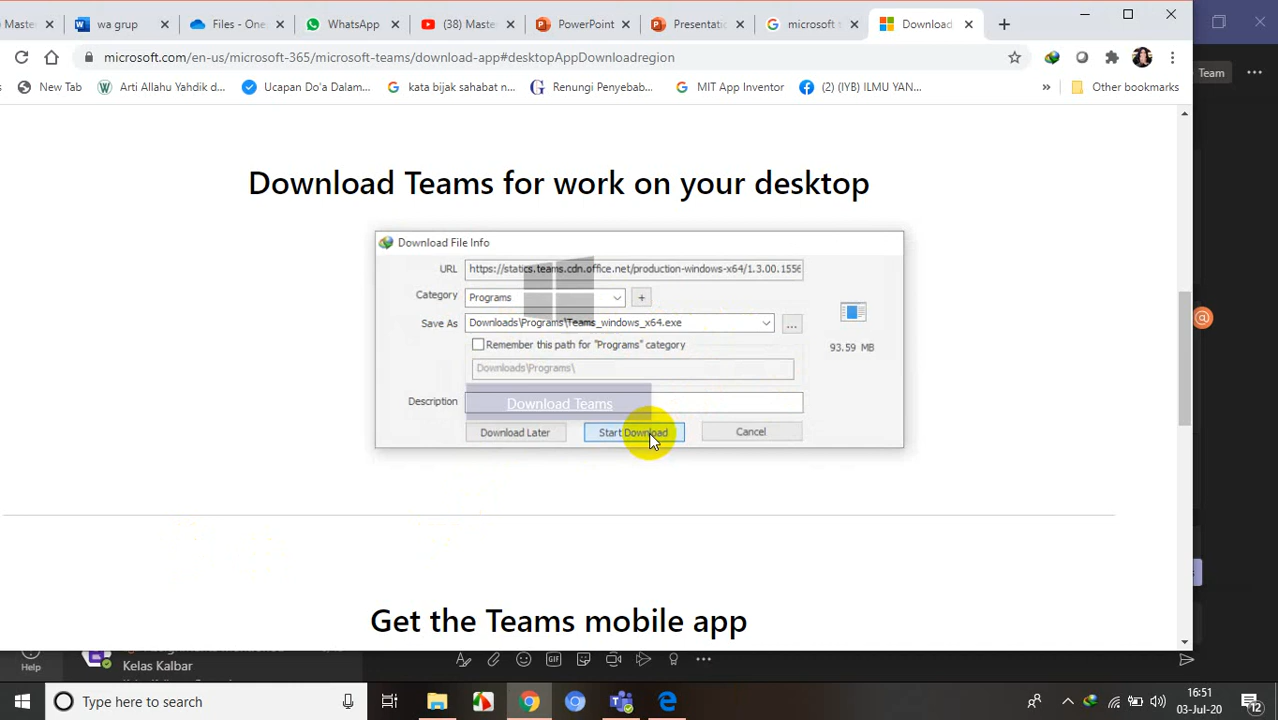 Maste
wa grup
Files - One
WhatsApp
(38) Maste
PowerPoint
Presentati
microsoft
Download
microsoft.com/en-us/microsoft-365/microsoft-teams/download-app#desktopAppDownloadregion
Team
New Tab
Arti Allahu Yahdik d...
Ucapan Do'a Dalam...
kata bijak sahabat n...
Renungi Penyebab...
MIT App Inventor
(2) (IYB) ILMU YAN...
Other bookmarks
Download Teams for work on your desktop
Download File Info
URL
https://statics.teams.cdn.office.net/production-windows-x64/1.3.00.1556
Category
Programs
+
Save As
Downloads\Programs\Teams_windows_x64.exe
...
Remember this path for "Programs" category
93.59 MB
Downloads\Programs\
Description
Download Teams
Download Later
Start Download
Cancel
Get the Teams mobile app
Help
Kelas Kalbar
GIF
Type here to search
16:51
03-Jul-20
12